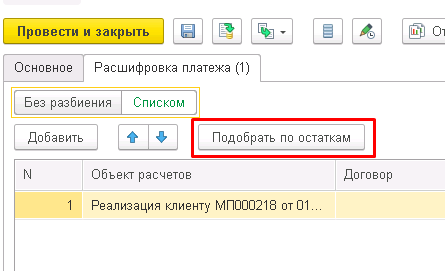 Провести и закрыть
От
Основное Расшифровка платежа (1)
Без разбиения Списком
Добавить Подобрать по остаткам
N Объект расчетов Договор
1 Реализация клиенту МП000218 от 01...